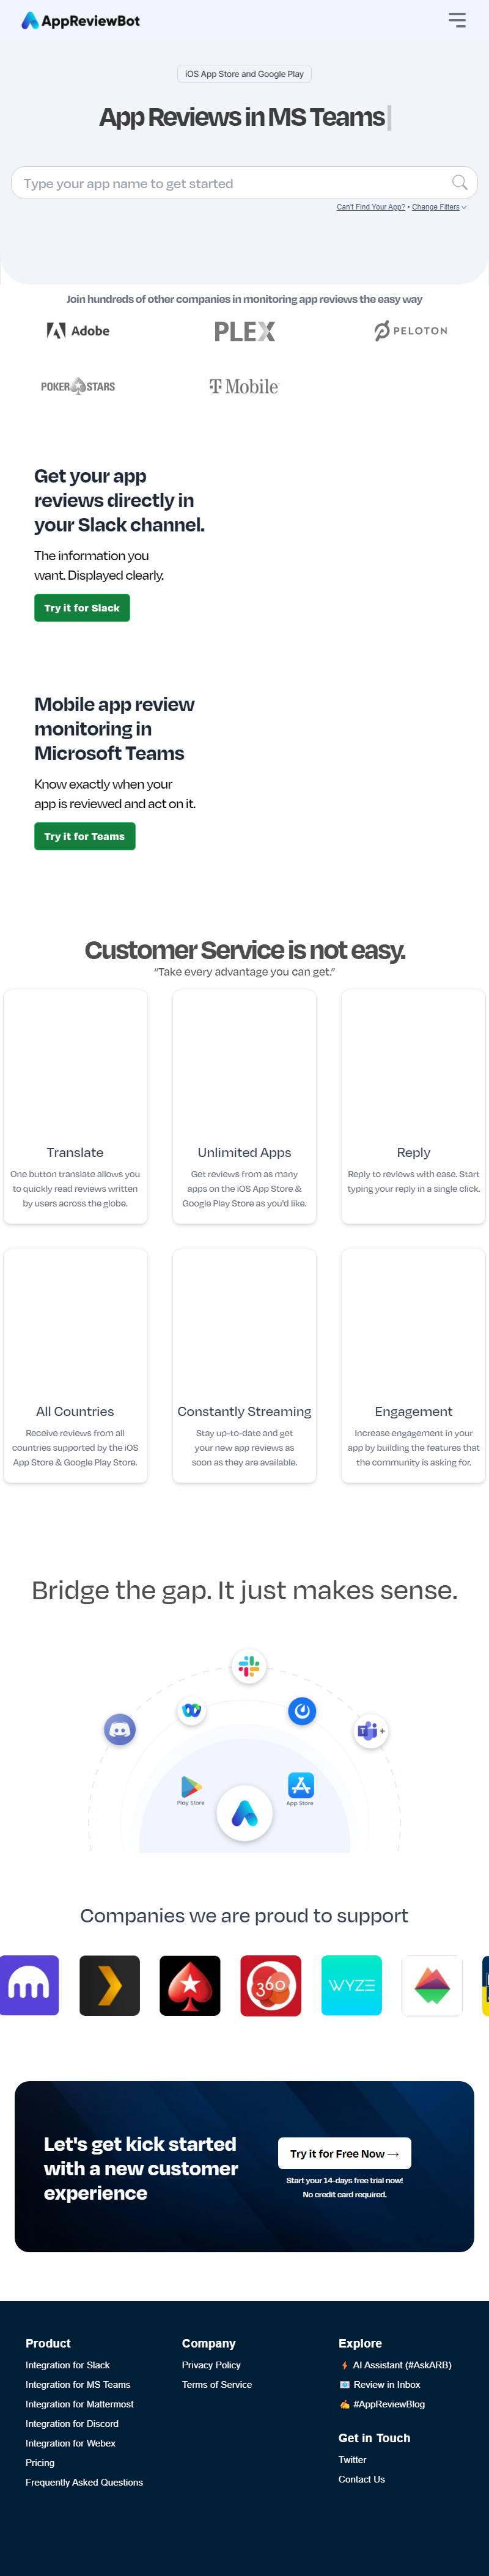 AppReviewBot
iOS App Store and Google Play
App Reviews in MS Teams
Type your app name to get started
Can't Find Your App? • Change Filters
Join hundreds of other companies in monitoring app reviews the easy way
Adobe
PLEX
PELOTON
POKER STARS
T Mobile
Get your app
reviews directly in
your Slack channel.
The information you
want. Displayed clearly.
Try it for Slack
Mobile app review
monitoring in
Microsoft Teams
Know exactly when your
app is reviewed and act on it.
Try it for Teams
Customer Service is not easy.
“Take every advantage you can get.”
Translate
One button translate allows you
to quickly read reviews written
by users across the globe.
Unlimited Apps
Get reviews from as many
apps on the iOS App Store &
Google Play Store as you'd like.
Reply
Reply to reviews with ease. Start
typing your reply in a single click.
All Countries
Receive reviews from all
countries supported by the iOS
App Store & Google Play Store.
Constantly Streaming
Stay up-to-date and get
your new app reviews as
soon as they are available.
Engagement
Increase engagement in your
app by building the features that
the community is asking for.
Bridge the gap. It just makes sense.
Play Store
App Store
Companies we are proud to support
360
WYZE
Let's get kick started
with a new customer
experience
Try it for Free Now →
Start your 14-days free trial now!
No credit card required.
Product
Integration for Slack
Integration for MS Teams
Integration for Mattermost
Integration for Discord
Integration for Webex
Pricing
Frequently Asked Questions
Company
Privacy Policy
Terms of Service
Explore
⚡ AI Assistant (#AskARB)
📧 Review in Inbox
✍️ #AppReviewBlog
Get in Touch
Twitter
Contact Us